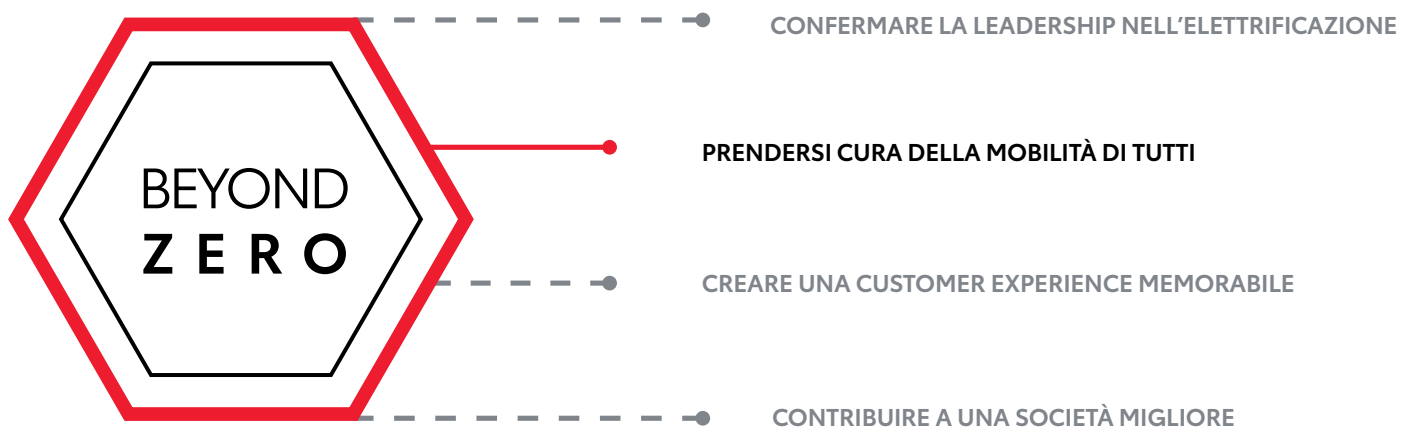 CONFERMARE LA LEADERSHIP NELL’ELETTRIFICAZIONE
PRENDERSI CURA DELLA MOBILITÀ DI TUTTI
BEYOND
ZERO
CREARE UNA CUSTOMER EXPERIENCE MEMORABILE
CONTRIBUIRE A UNA SOCIETÀ MIGLIORE